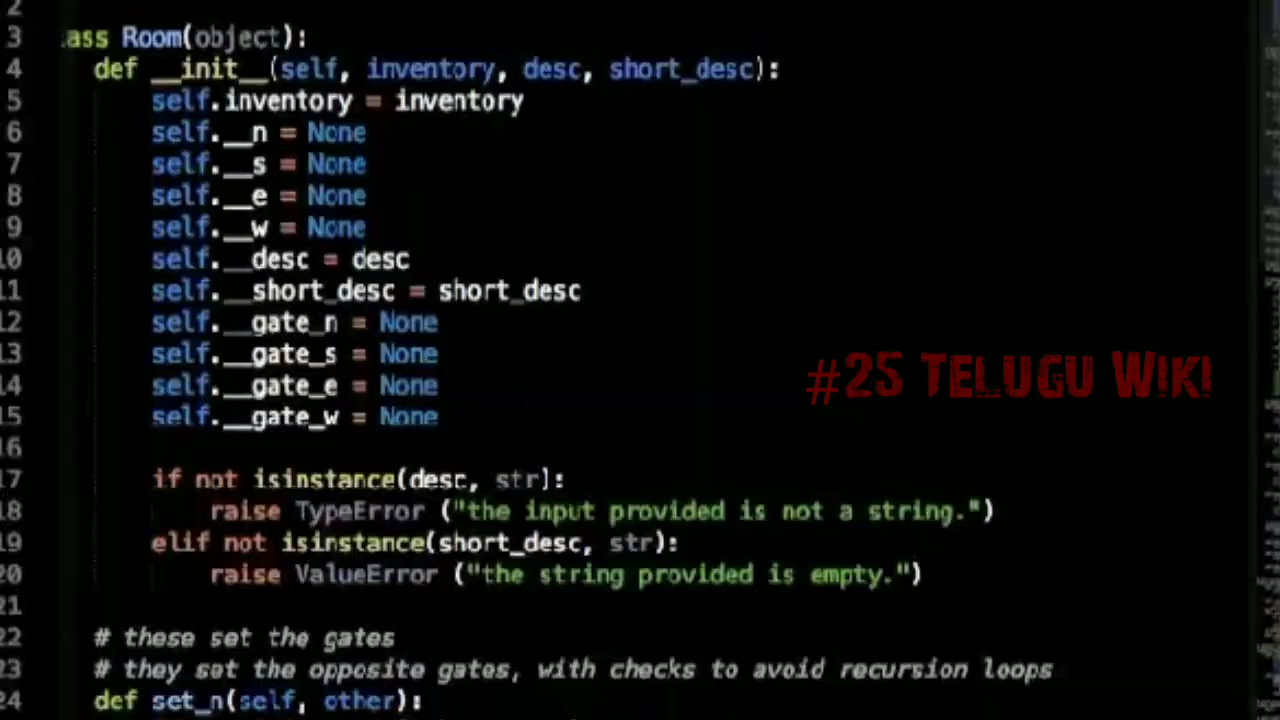 2
3 ass Room(object):
4 def __init__(self, inventory, desc, short_desc):
5 self.inventory = inventory
6 self.__n = None
7 self.__s = None
8 self.__e = None
9 self.__w = None
10 self.__desc = desc
11 self.__short_desc = short_desc
12 self.__gate_n = None
13 self.__gate_s = None
14 self.__gate_e = None
15 self.__gate_w = None
16
17 if not isinstance(desc, str):
18 raise TypeError ("the input provided is not a string.")
19 elif not isinstance(short_desc, str):
20 raise ValueError ("the string provided is empty.")
21
22 # these set the gates
23 # they set the opposite gates, with checks to avoid recursion loops
24 def set_n(self, other):
#25 TELUGU WIKI